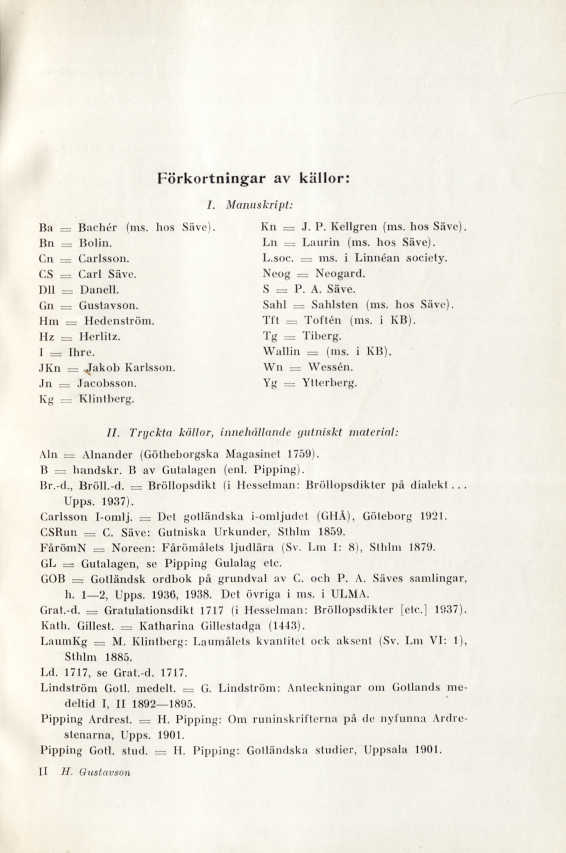 Förkortningar av källor:
I. Manuskript:
Ba = Bachér (ms. hos Säve).
Bn = Bolin.
Cn = Carlsson.
CS = Carl Säve.
Dll = Danell.
Gn = Gustavson.
Hm = Hedenström.
Hz = Herlitz.
I = Ihre.
JKn = Jakob Karlsson.
Jn = Jacobsson.
Kg = Klintberg.
Kn = J. P. Kellgren (ms. hos Säve).
Ln = Laurin (ms. hos Säve).
L.soc. = ms. i Linnéan society.
Neog = Neogard.
S = P. A. Säve.
Sahl = Sahlsten (ms. hos Säve).
Tft = Toftén (ms. i KB).
Tg = Tiberg.
Wallin = (ms. i KB).
Wn = Wessén.
Yg = Ytterberg.
II. Tryckta källor, innehållande gutniskt material:
Aln = Alnander (Götheborgska Magasinet 1759).
B = handskr. B av Gutalagen (enl. Pipping).
Br.-d., Bröll.-d. = Bröllopsdikt (i Hesselman: Bröllopsdikter på dialekt...
Upps. 1937).
Carlsson I-omlj. = Det gotländska i-omljudet (GHÅ), Göteborg 1921.
CSRun = C. Säve: Gutniska Urkunder, Sthlm 1859.
FårömN = Noreen: Fårömålets ljudlära (Sv. Lm I: 8), Sthlm 1879.
GL = Gutalagen, se Pipping Gulalag etc.
GOB = Gotländsk ordbok på grundval av C. och P. A. Säves samlingar,
h. 1—2, Upps. 1936, 1938. Det övriga i ms. i ULMA.
Grat.-d. = Gratulationsdikt 1717 (i Hesselman: Bröllopsdikter [etc.] 1937).
Kath. Gillest. = Katharina Gillestadga (1443).
LaumKg = M. Klintberg: Laumålets kvantitet ock aksent (Sv. Lm VI: 1),
Sthlm 1885.
Ld. 1717, se Grat.-d. 1717.
Lindström Gotl. medelt. = G. Lindström: Anteckningar om Gotlands me-
deltid I, II 1892—1895.
Pipping Ardrest. = H. Pipping: Om runinskrifterna på de nyfunna Ardre-
stenarna, Upps. 1901.
Pipping Gotl. stud. = H. Pipping: Gotländska studier, Uppsala 1901.
II H. Gustavson